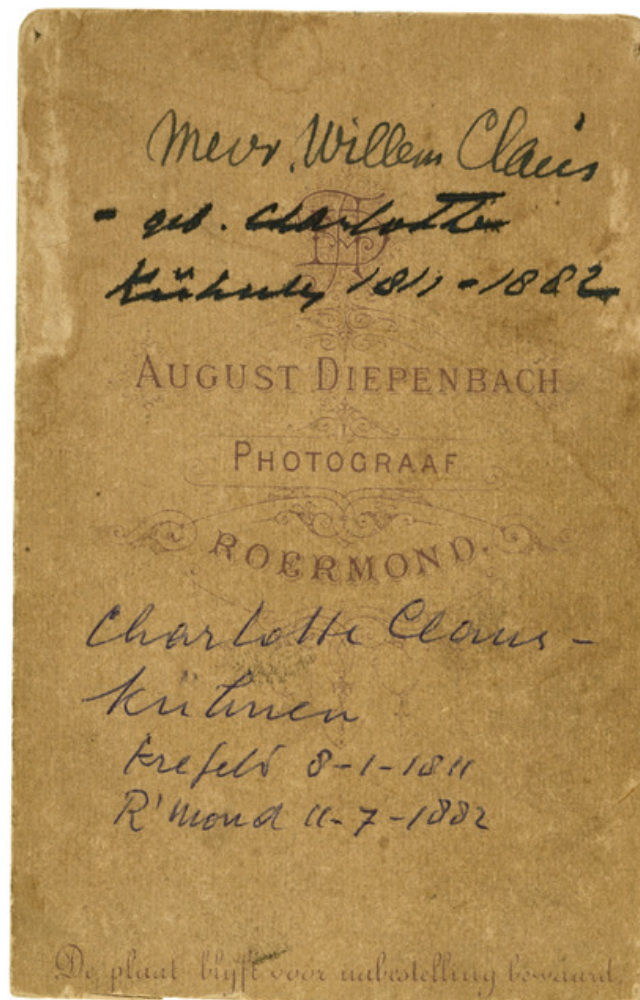 Mevr. Willem Claus
- geb. Charlotte
Kühnen 1811-1882
AUGUST DIEPENBACH
PHOTOGRAAF
ROERMOND.
Charlotte Claus-
Kühnen
Krefeld 8-1-1811
R'mond 11-7-1882
De plaat blijft voor nabestelling bewaard.